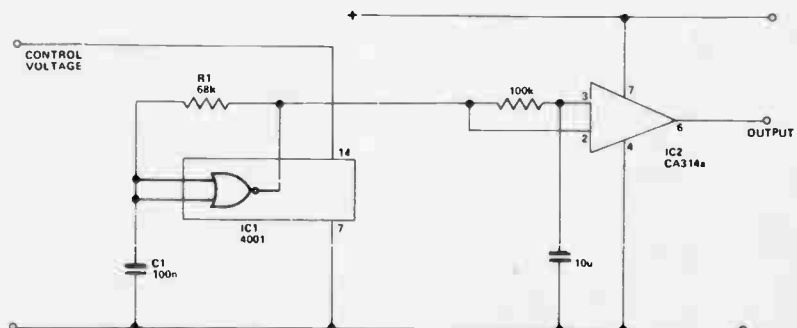 +
CONTROL
VOLTAGE
R1
68k
100k
3
7
2
6
4
OUTPUT
IC2
CA314a
14
IC1
4001
7
C1
100n
10u